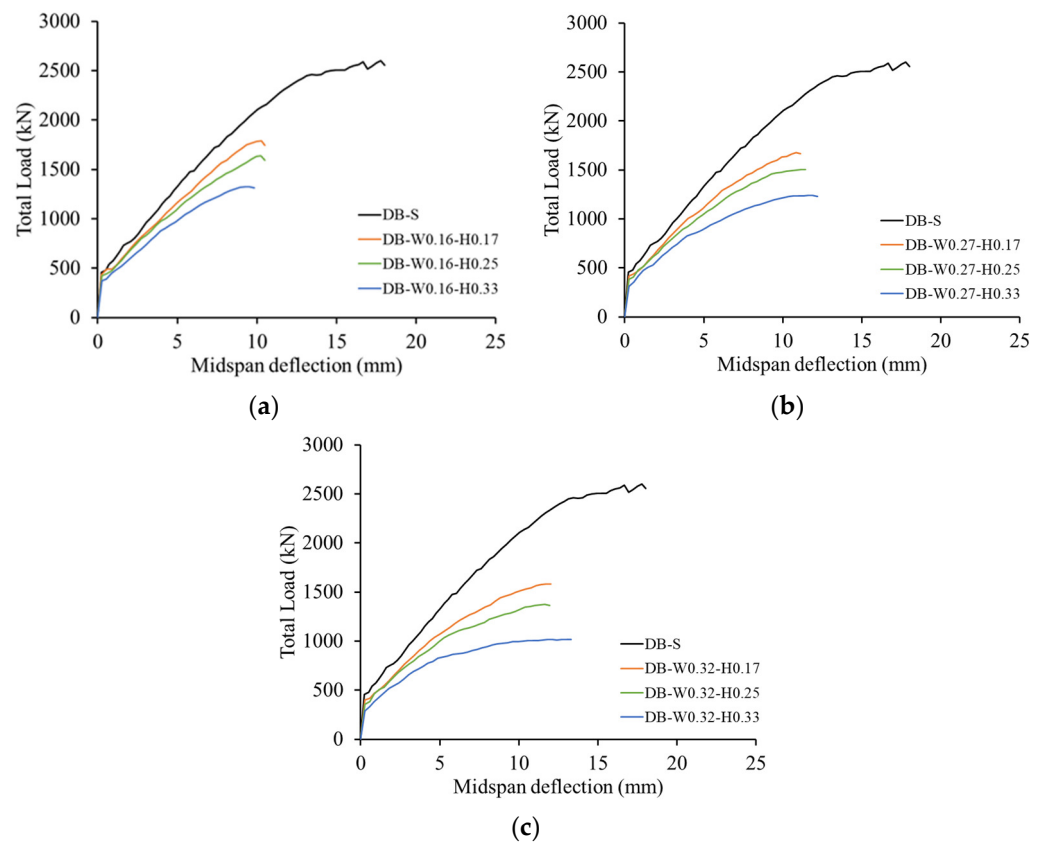 3000
2500
2000
1500
1000
500
0
Total Load (kN)
DB-S
DB-W0.16-H0.17
DB-W0.16-H0.25
DB-W0.16-H0.33
0 5 10 15 20 25
Midspan deflection (mm)
(a)
3000
2500
2000
1500
1000
500
0
Total Load (kN)
DB-S
DB-W0.27-H0.17
DB-W0.27-H0.25
DB-W0.27-H0.33
0 5 10 15 20 25
Midspan deflection (mm)
(b)
3000
2500
2000
1500
1000
500
0
Total Load (kN)
DB-S
DB-W0.32-H0.17
DB-W0.32-H0.25
DB-W0.32-H0.33
0 5 10 15 20 25
Midspan deflection (mm)
(c)